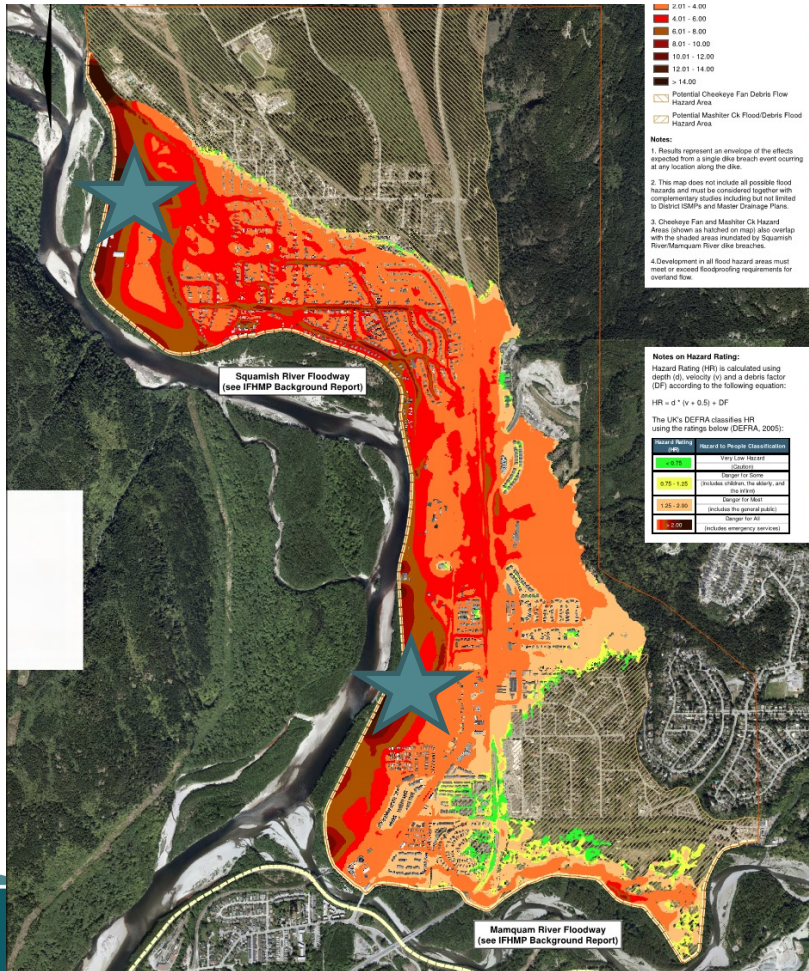 2.01 - 4.00
4.01 - 6.00
6.01 - 8.00
8.01 - 10.00
10.01 - 12.00
12.01 - 14.00
> 14.00
Potential Cheekeye Fan Debris Flow
Hazard Area
Potential Mashiter Ck Flood/Debris Flood
Hazard Area
Notes:
1. Results represent an envelope of the effects
expected from a single dike breach event ocurring
at any location along the dike.
2. This map does not include all possible flood
hazards and must be considered together with
complementary studies including but not limited
to District ISMPs and Master Drainage Plans.
3. Cheekeye Fan and Mashiter Ck Hazard
Areas (shown as hatched on map) also overlap
with the shaded areas inundated by Squamish
River/Mamquam River dike breaches.
4.Development in all flood hazard areas must
meet or exceed floodproofing requirements for
overland flow.
Notes on Hazard Rating:
Hazard Rating (HR) is calculated using
depth (d), velocity (v) and a debris factor
(DF) according to the following equation:
HR = d * (v + 0.5) + DF
The UK's DEFRA classifies HR
using the ratings below (DEFRA, 2005):
Hazard Rating
(HR)
Hazard to People Classification
< 0.75
Very Low Hazard
(Caution)
0.75 - 1.25
Danger for Some
(includes children, the elderly, and
the infirm)
1.25 - 2.00
Danger for Most
(includes the general public)
> 2.00
Danger for All
(includes emergency services)
Squamish River Floodway
(see IFHMP Background Report)
Mamquam River Floodway
(see IFHMP Background Report)